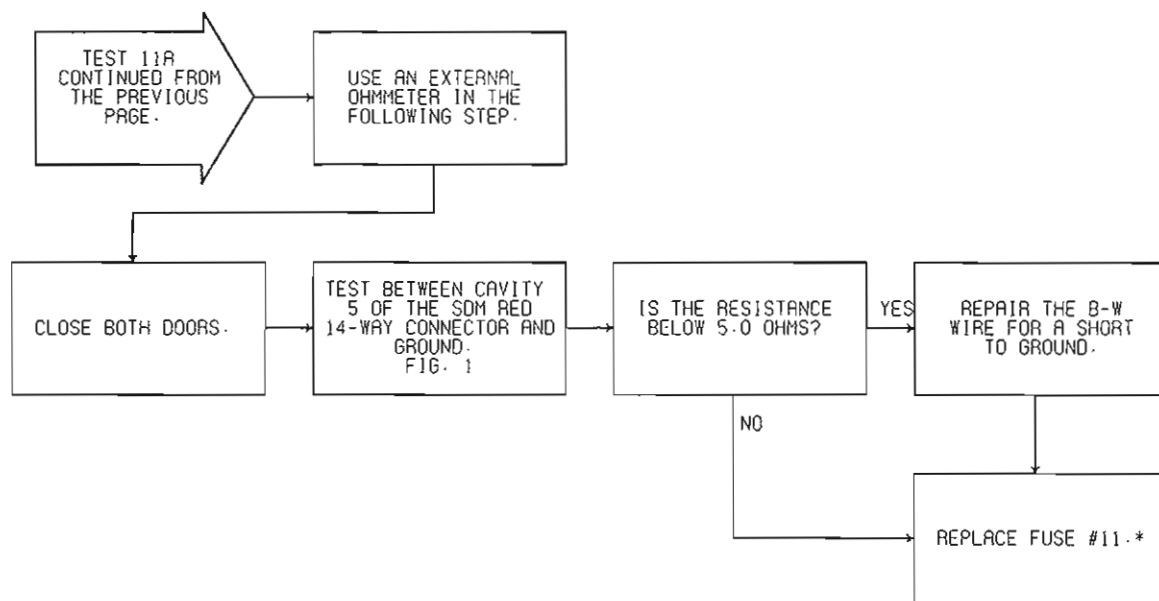 TEST 11A
CONTINUED FROM
THE PREVIOUS
PAGE.
USE AN EXTERNAL
OHMMETER IN THE
FOLLOWING STEP.
CLOSE BOTH DOORS.
TEST BETWEEN CAVITY
5 OF THE SDM RED
14-WAY CONNECTOR AND
GROUND.
FIG. 1
IS THE RESISTANCE
BELOW 5.0 OHMS?
YES
REPAIR THE B-W
WIRE FOR A SHORT
TO GROUND.
NO
REPLACE FUSE #11.*